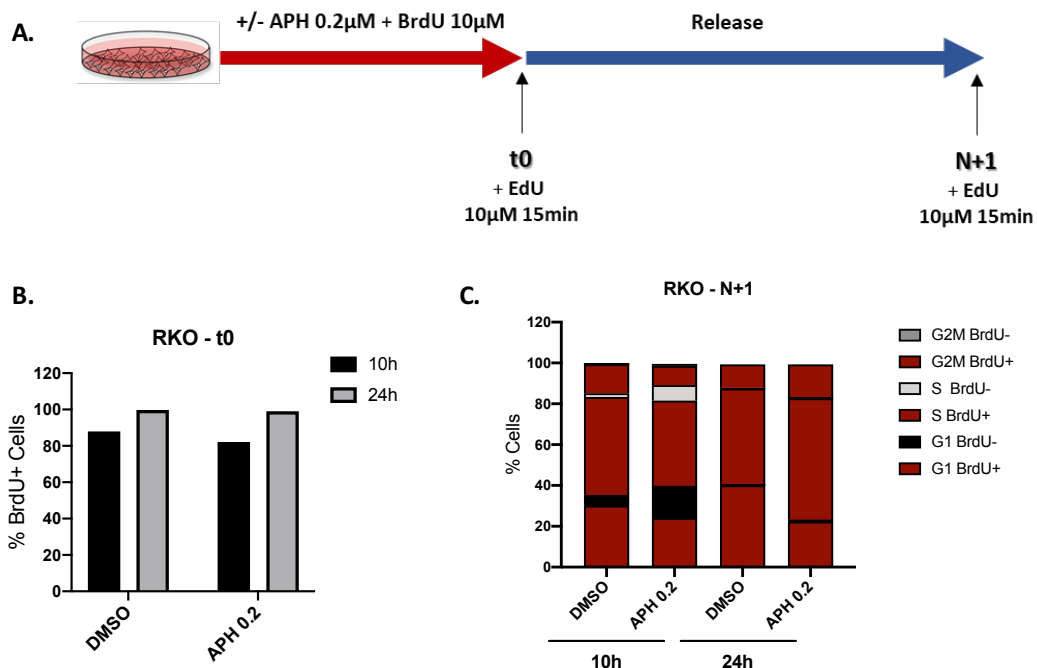 A.
+/- APH 0.2µM + BrdU 10µM
Release
t0
+ EdU
10µM 15min
N+1
+ EdU
10µM 15min
B.
RKO - t0
10h
24h
% BrdU+ Cells
120
100
80
60
40
20
0
DMSO
APH 0.2
C.
RKO - N+1
% Cells
120
100
80
60
40
20
0
DMSO
APH 0.2
DMSO
APH 0.2
10h
24h
G2M BrdU-
G2M BrdU+
S BrdU-
S BrdU+
G1 BrdU-
G1 BrdU+